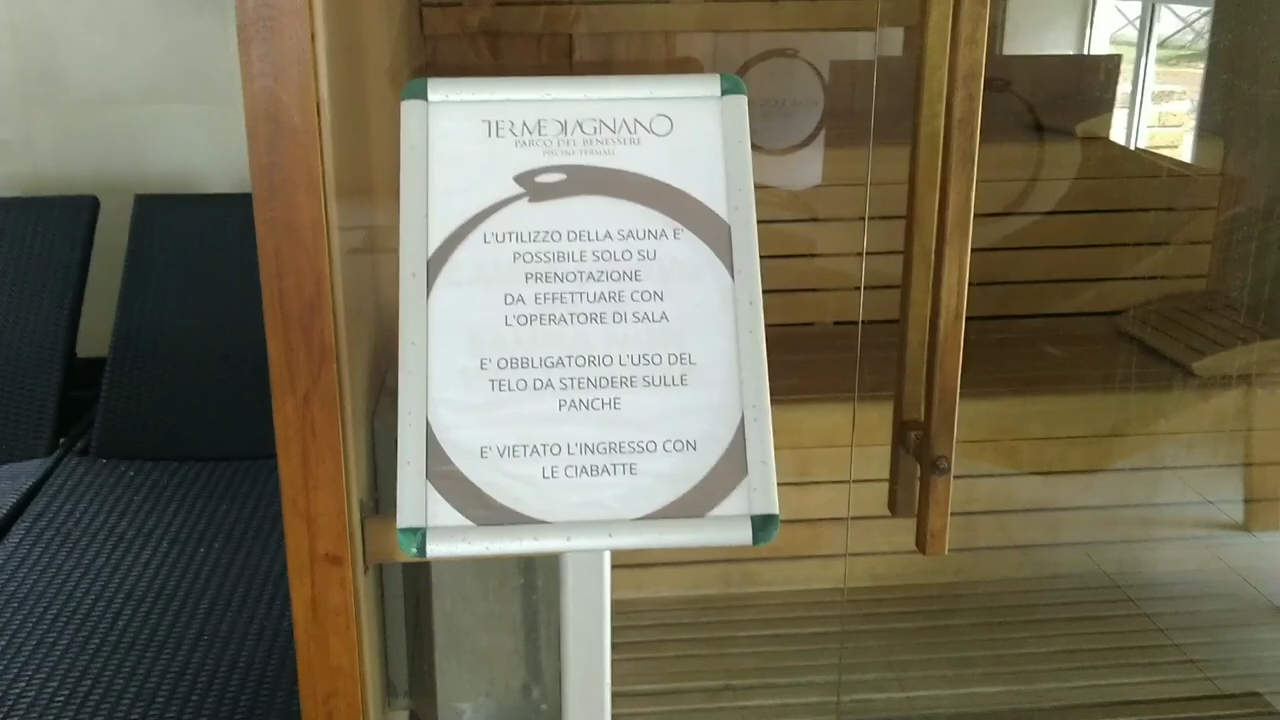 TERMEDIAGNANO
PARCO DEL BENESSERE
PISCINE TERMALI
L'UTILIZZO DELLA SAUNA E'
POSSIBILE SOLO SU
PRENOTAZIONE
DA EFFETTUARE CON
L'OPERATORE DI SALA
E' OBBLIGATORIO L'USO DEL
TELO DA STENDERE SULLE
PANCHE
E' VIETATO L'INGRESSO CON
LE CIABATTE